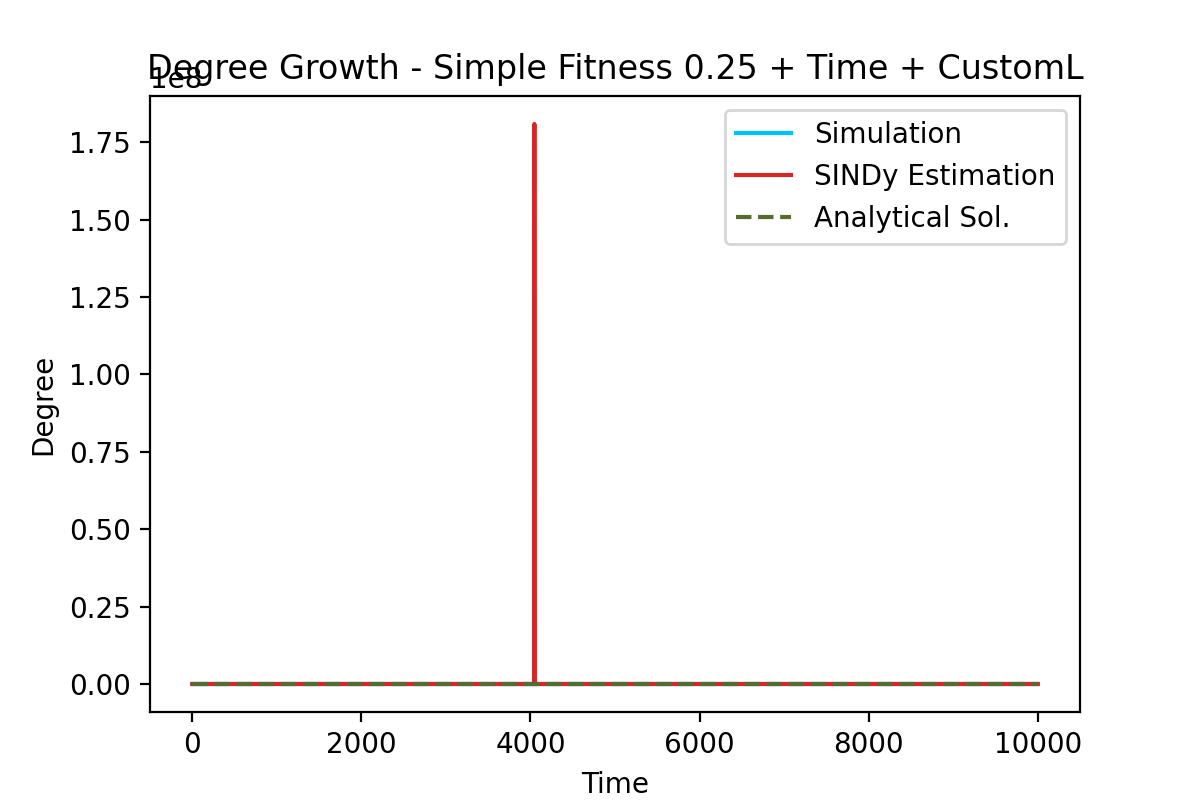 Degree Growth - Simple Fitness 0.25 + Time + CustomL
1e8
Simulation
SINDy Estimation
Analytical Sol.
1.75
1.50
1.25
1.00
0.75
0.50
0.25
0.00
Degree
0 2000 4000 6000 8000 10000
Time